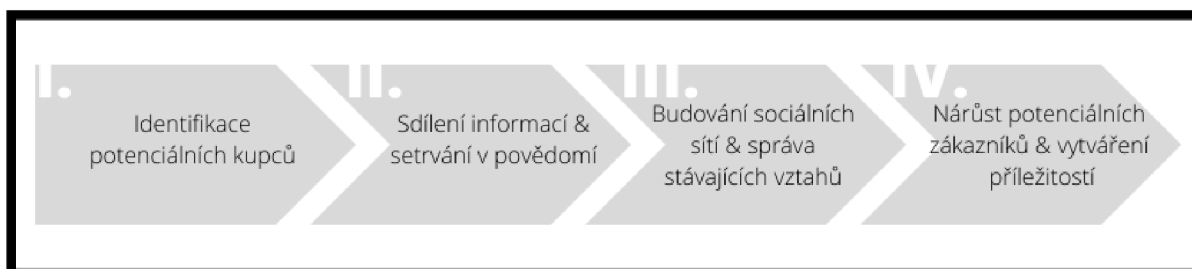 I.
Identifikace
potenciálních kupců
II.
Sdílení informací &
setrvání v povědomí
III.
Budování sociálních
sítí & správa
stávajících vztahů
IV.
Nárůst potenciálních
zákazníků & vytváření
příležitostí